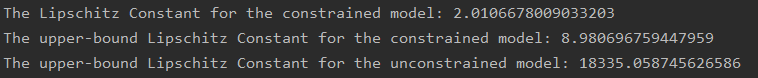 The Lipschitz Constant for the constrained model: 2.0106678009033203
The upper-bound Lipschitz Constant for the constrained model: 8.980696759447959
The upper-bound Lipschitz Constant for the unconstrained model: 18335.058745626586